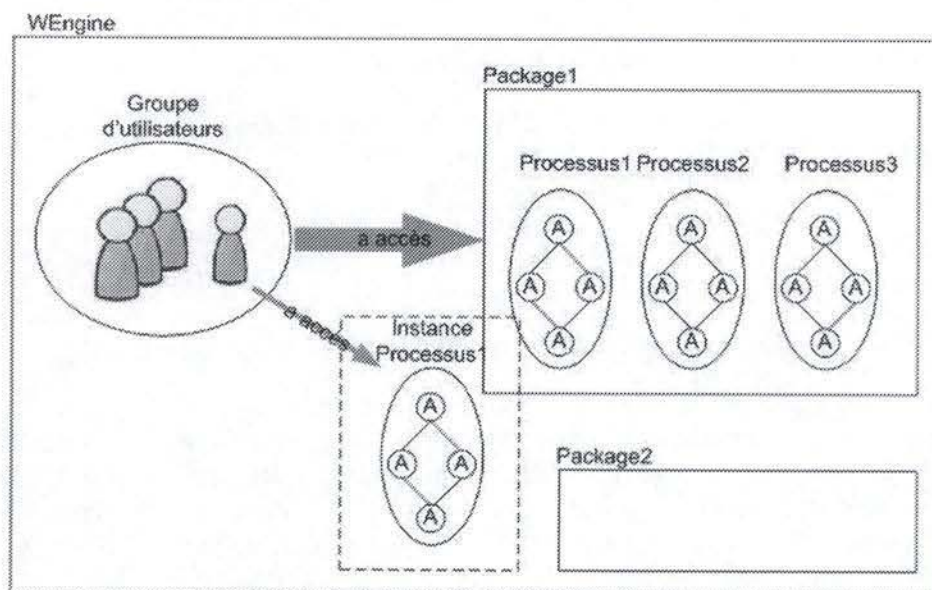 WEngine
Groupe
d'utilisateurs
a accès
a accès
Package1
Processus1 Processus2 Processus3
A A A
A A A A A A
A A A
Instance
Processus1
A
A A
A
Package2